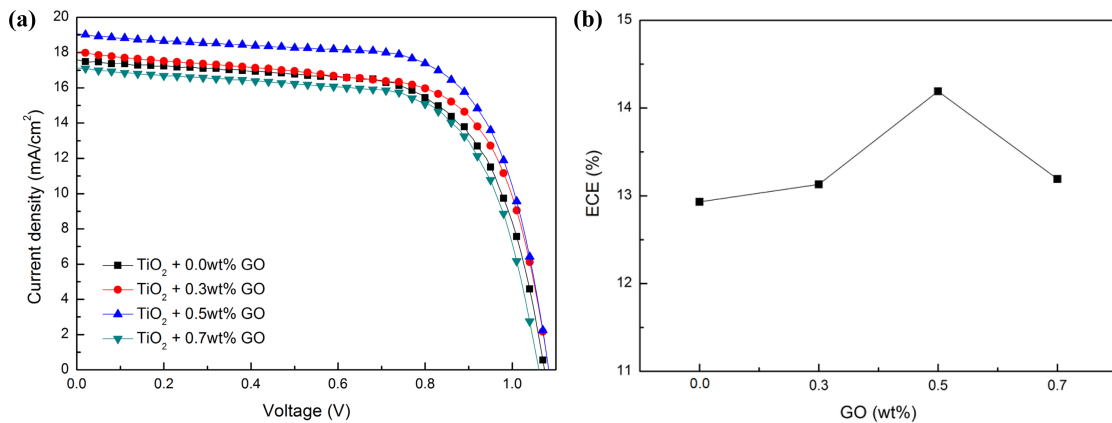 (a)
20
18
16
14
12
10
8
6
4
2
0
Current density (mA/cm²)
TiO₂ + 0.0wt% GO
TiO₂ + 0.3wt% GO
TiO₂ + 0.5wt% GO
TiO₂ + 0.7wt% GO
0.0 0.2 0.4 0.6 0.8 1.0
Voltage (V)
(b)
15
14
13
12
11
ECE (%)
0.0 0.3 0.5 0.7
GO (wt%)